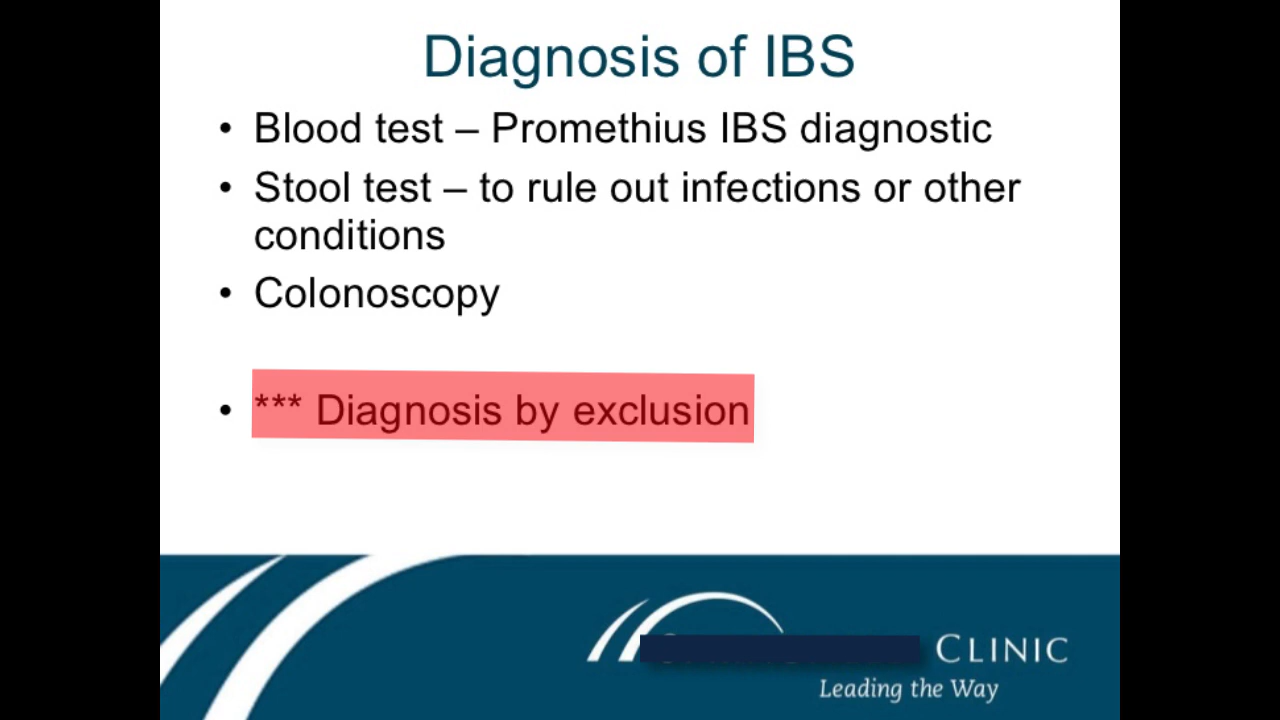 Diagnosis of IBS
• Blood test – Promethius IBS diagnostic
• Stool test – to rule out infections or other
conditions
• Colonoscopy
• *** Diagnosis by exclusion
CLINIC
Leading the Way